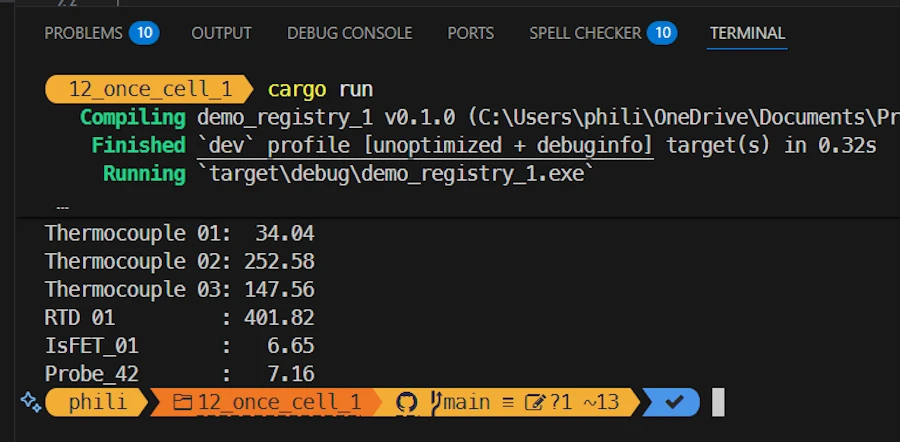 PROBLEMS 10 OUTPUT DEBUG CONSOLE PORTS SPELL CHECKER 10 TERMINAL
12_once_cell_1 cargo run
Compiling demo_registry_1 v0.1.0 (C:\Users\phili\OneDrive\Documents\Pr
Finished `dev` profile [unoptimized + debuginfo] target(s) in 0.32s
Running `target\debug\demo_registry_1.exe`
…
Thermocouple 01:  34.04
Thermocouple 02: 252.58
Thermocouple 03: 147.56
RTD 01         : 401.82
IsFET_01       :   6.65
Probe_42       :   7.16
phili 12_once_cell_1 main ≡ ?1 ~13